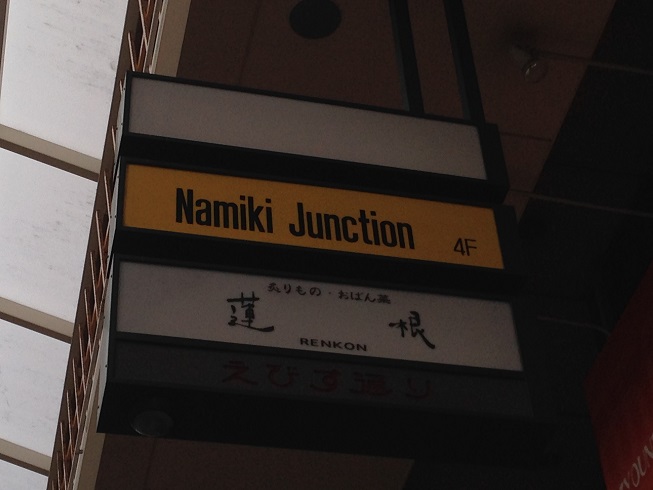 Namiki Junction 4F
炙りもの・おばん菜
蓮 根
RENKON
えびす通り